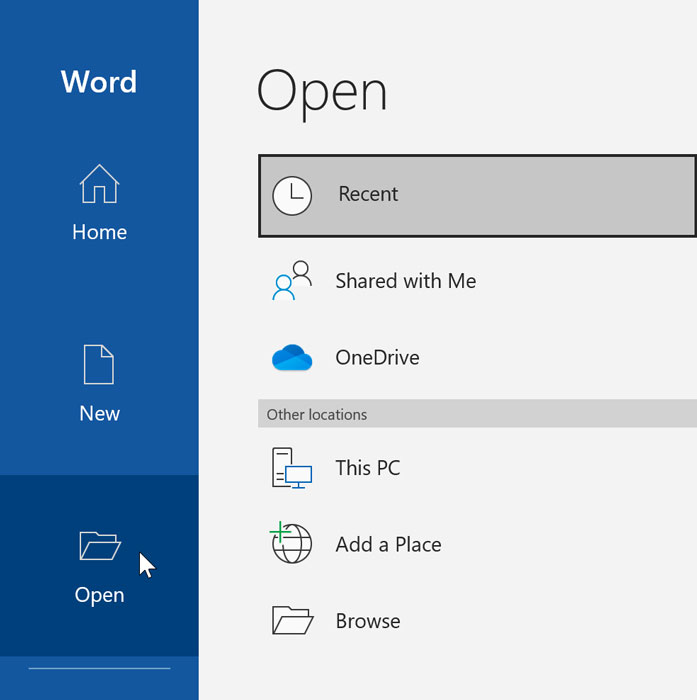 Word
Home
New
Open
Open
Recent
Shared with Me
OneDrive
Other locations
This PC
Add a Place
Browse